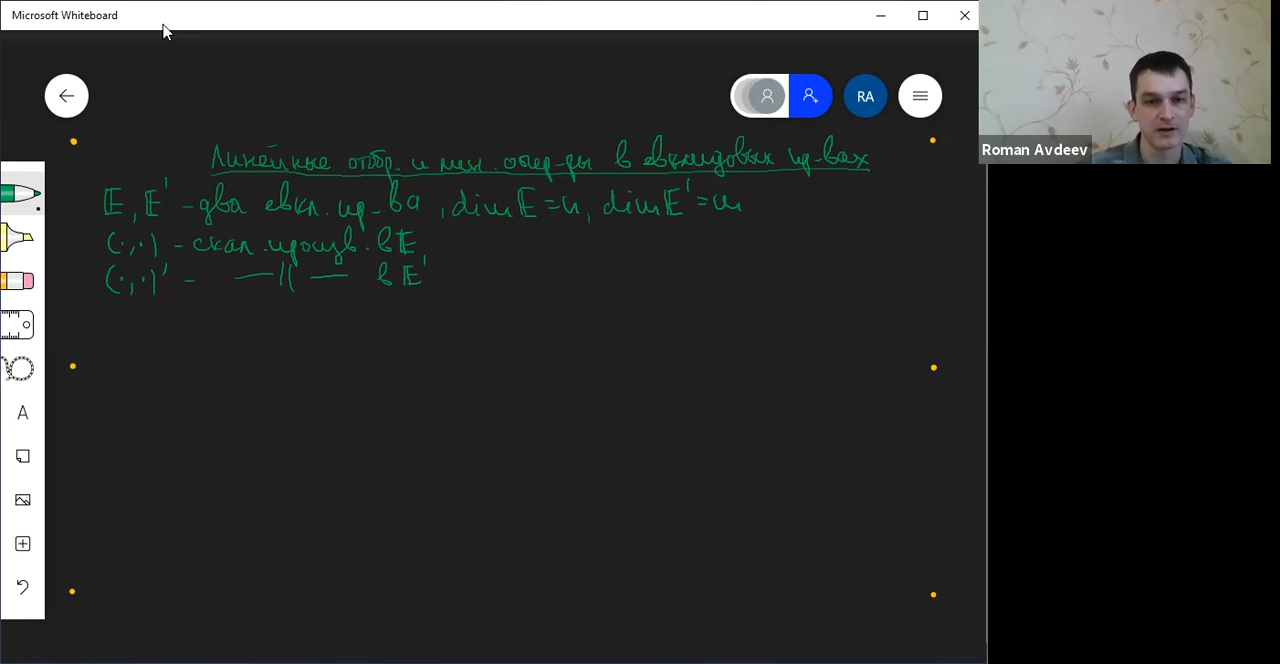 Microsoft Whiteboard
RA
Roman Avdeev
Линейные отобр. и лин. опер-ры в евклидовых пр-вах
𝔼, 𝔼' - два евкл. пр-ва, dim 𝔼 = n, dim 𝔼' = m
(·,·) - скал. произв. в 𝔼
(·,·)' - —//— в 𝔼'
A